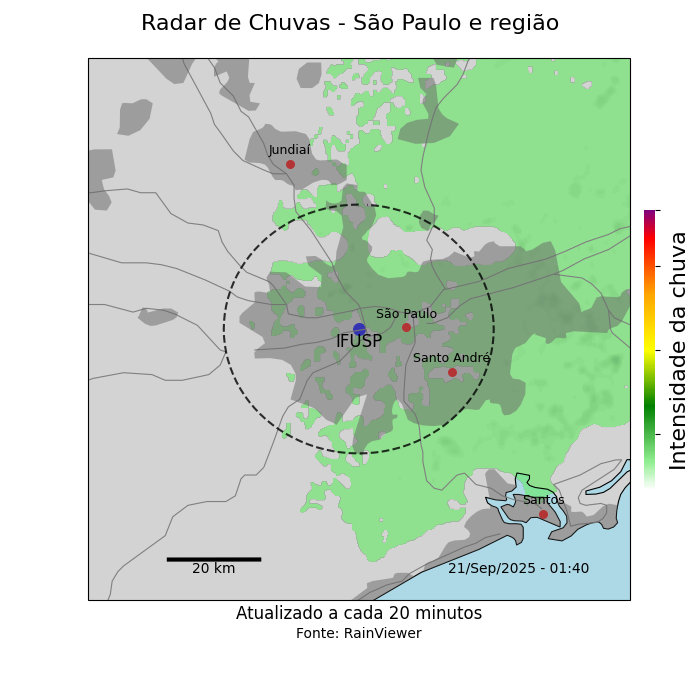 Radar de Chuvas - São Paulo e região
Jundiaí
São Paulo
IFUSP
Santo André
Santos
20 km
21/Sep/2025 - 01:40
Intensidade da chuva
Atualizado a cada 20 minutos
Fonte: RainViewer